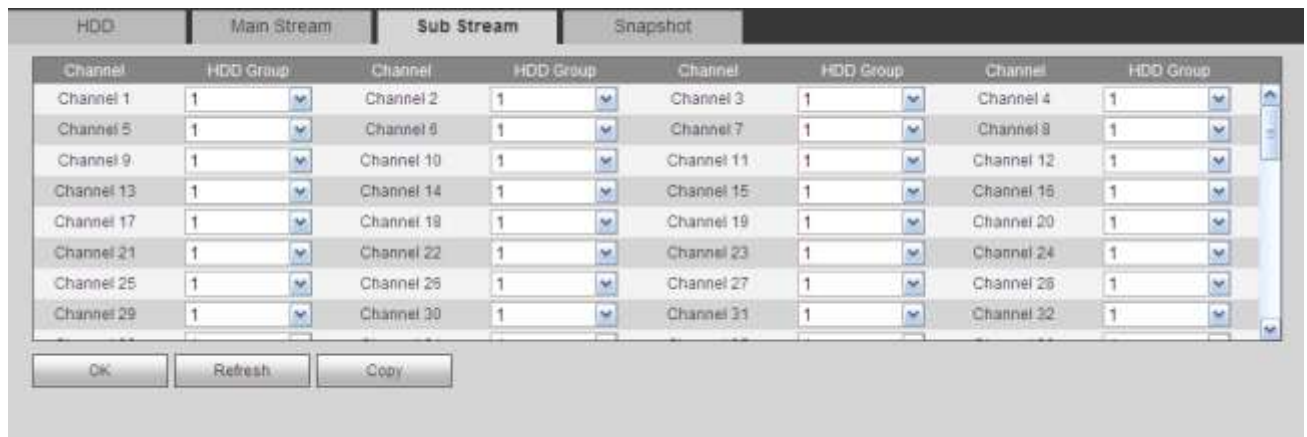 HDD Main Stream Sub Stream Snapshot
Channel HDD Group Channel HDD Group Channel HDD Group Channel HDD Group
Channel 1 1 Channel 2 1 Channel 3 1 Channel 4 1
Channel 5 1 Channel 6 1 Channel 7 1 Channel 8 1
Channel 9 1 Channel 10 1 Channel 11 1 Channel 12 1
Channel 13 1 Channel 14 1 Channel 15 1 Channel 16 1
Channel 17 1 Channel 18 1 Channel 19 1 Channel 20 1
Channel 21 1 Channel 22 1 Channel 23 1 Channel 24 1
Channel 25 1 Channel 26 1 Channel 27 1 Channel 28 1
Channel 29 1 Channel 30 1 Channel 31 1 Channel 32 1
OK Refresh Copy